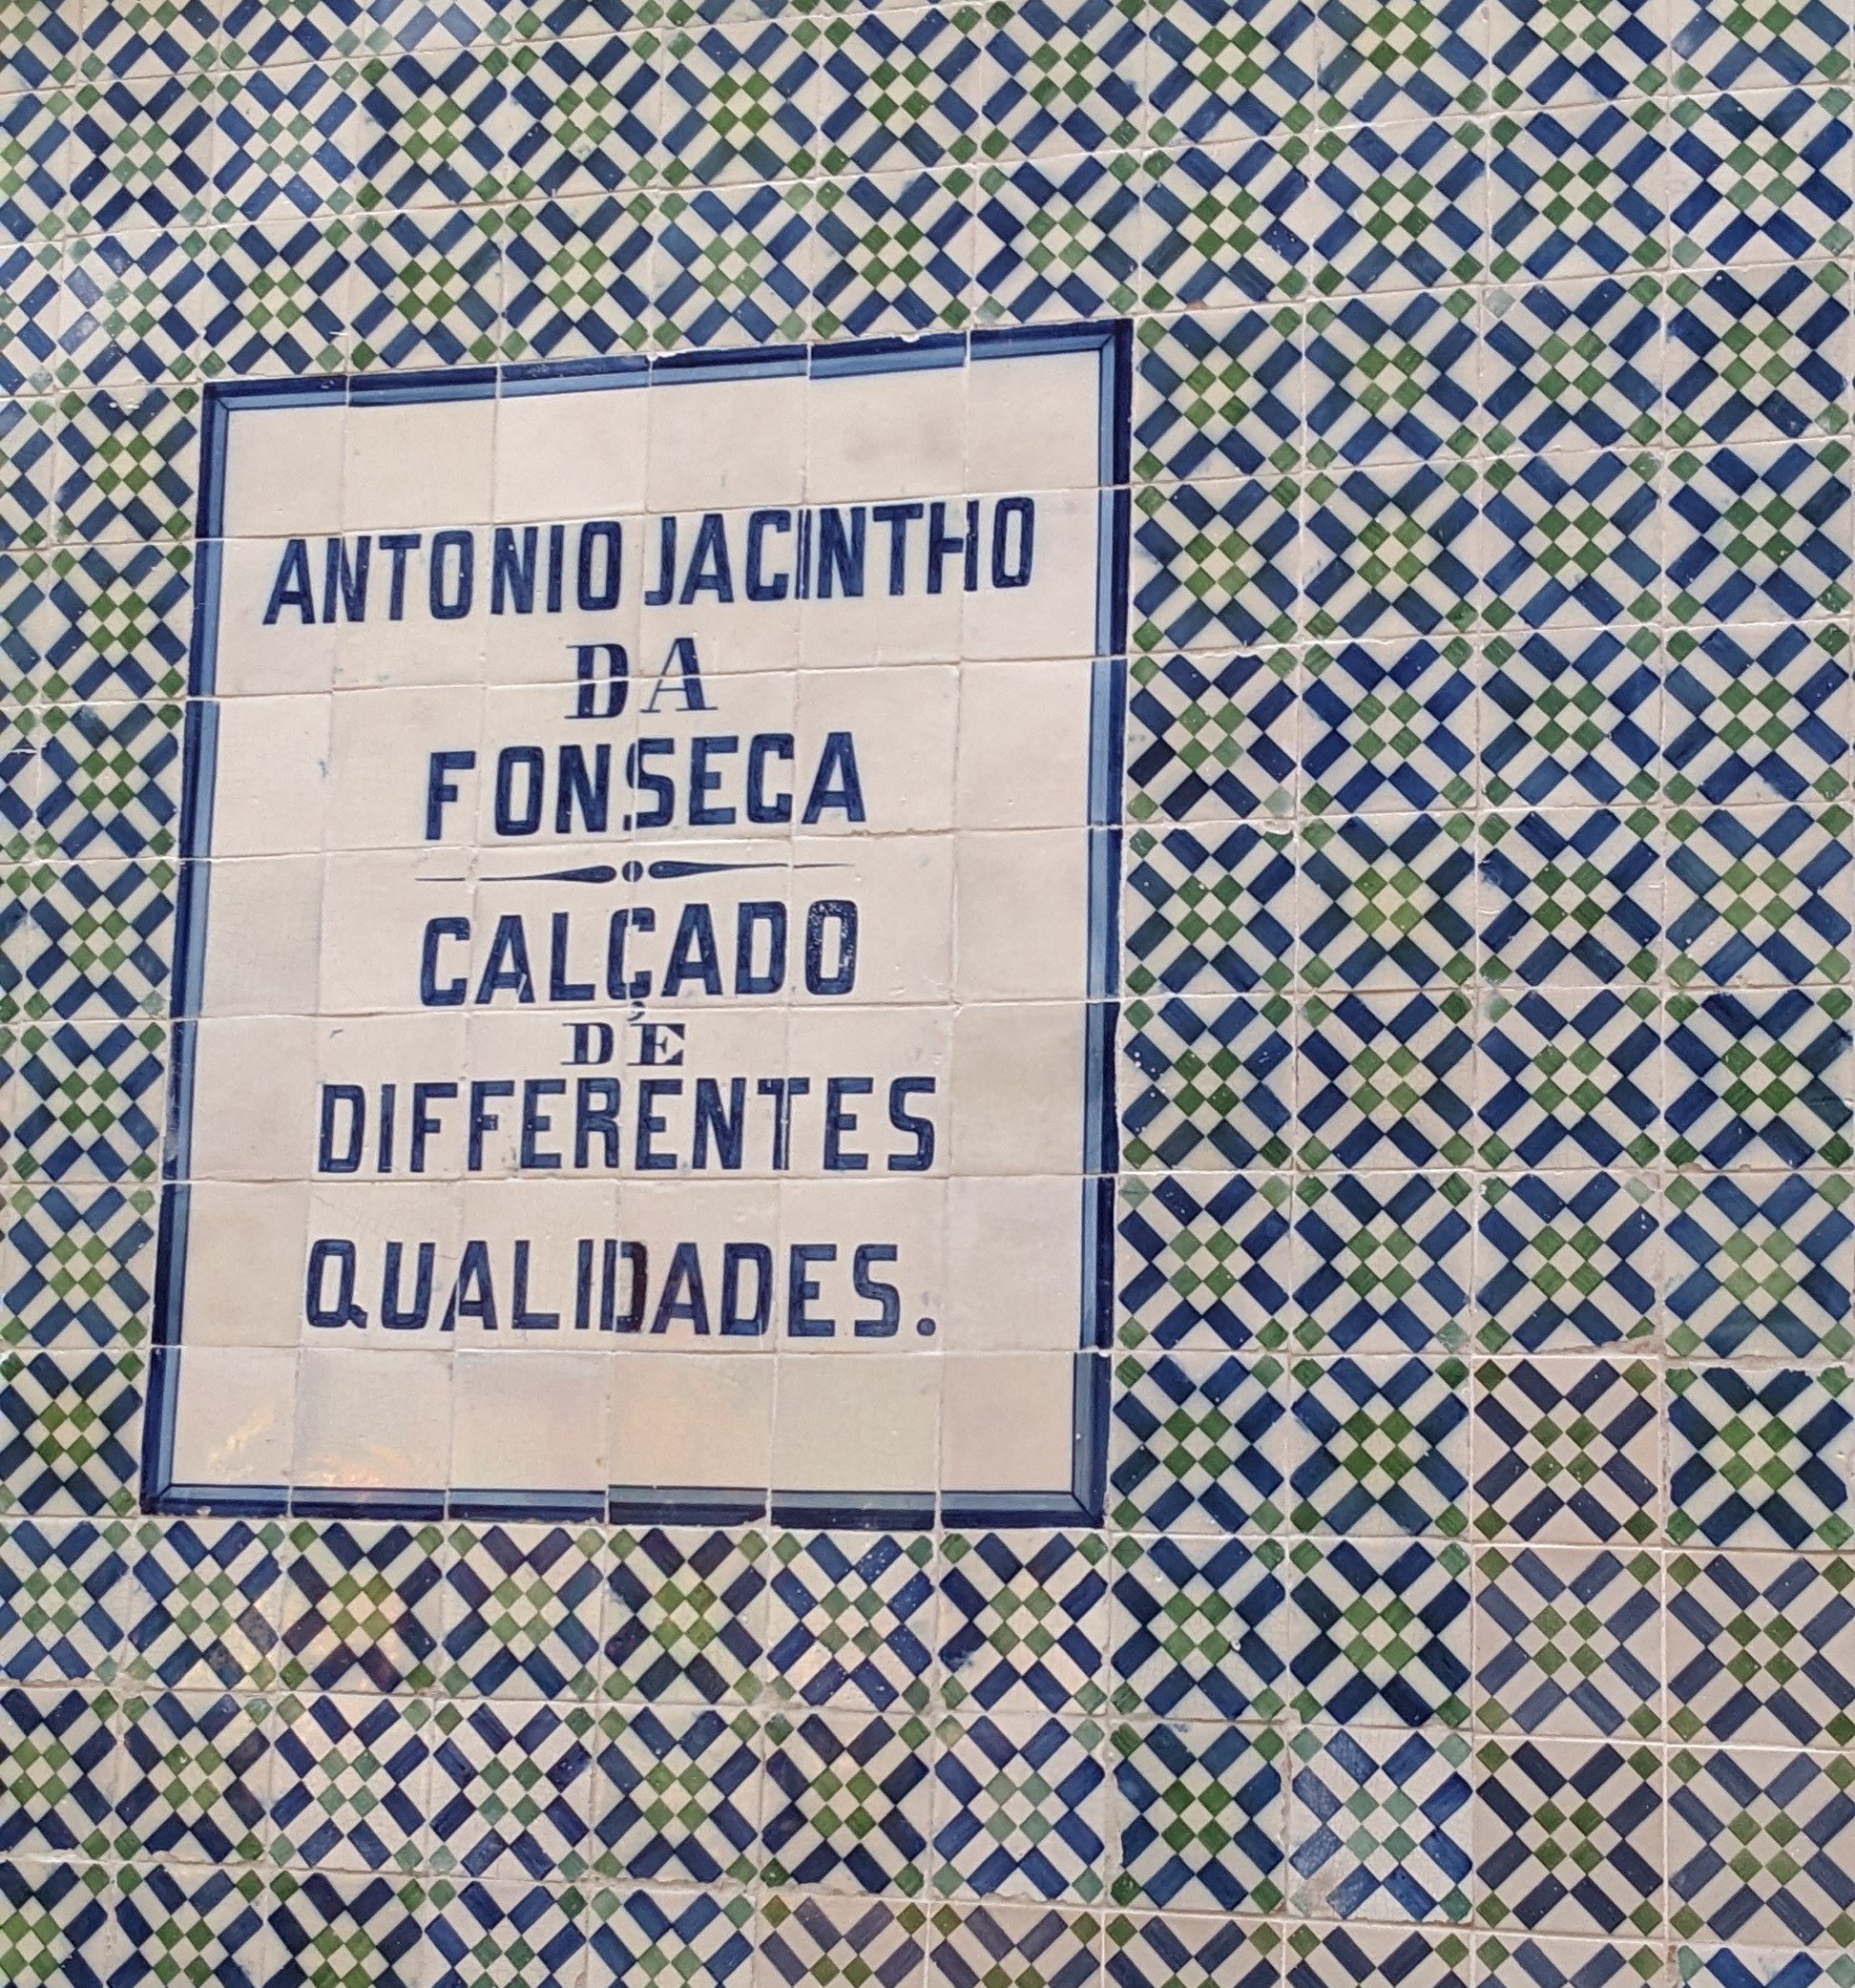 ANTONIO JACINTHO
DA
FONSECA
CALÇADO
DE
DIFFERENTES
QUALIDADES.